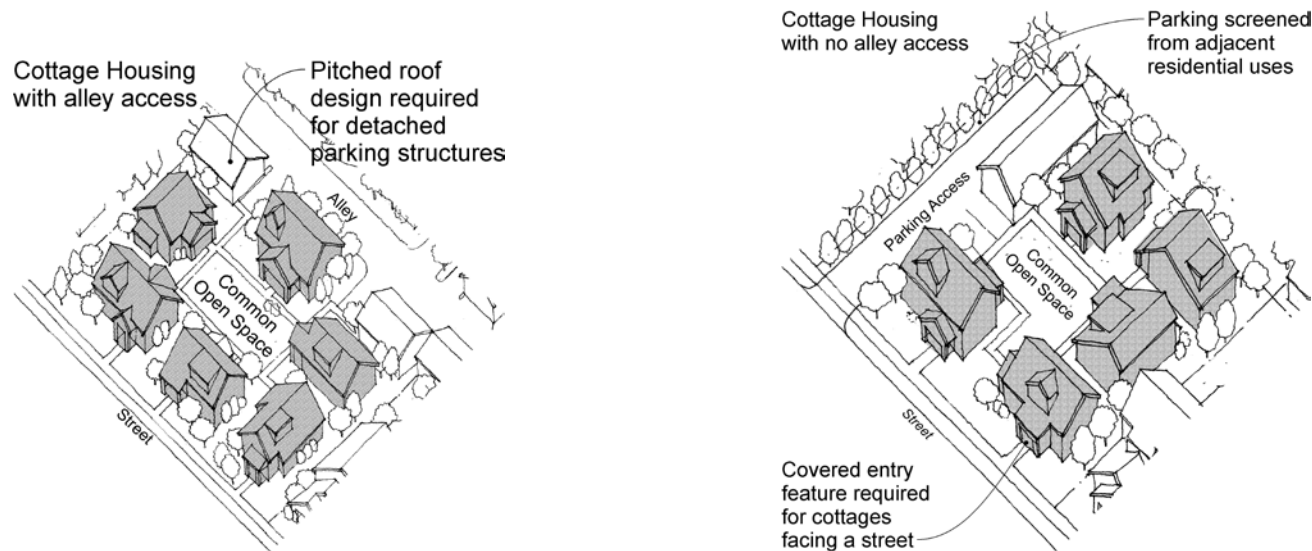 Cottage Housing
with alley access
Pitched roof
design required
for detached
parking structures
Alley
Common
Open Space
Street
Cottage Housing
with no alley access
Parking screened
from adjacent
residential uses
Parking Access
Common
Open Space
Street
Covered entry
feature required
for cottages
facing a street